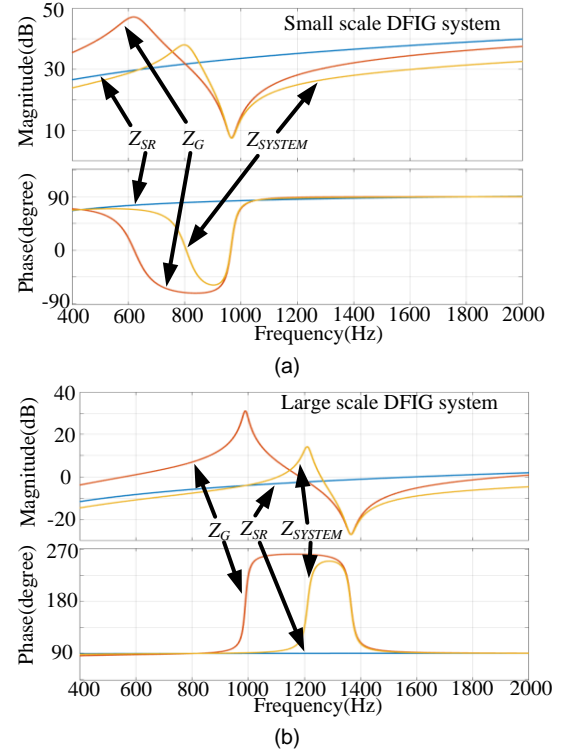 50
Small scale DFIG system
Magnitude(dB)
30
Z_SR Z_G Z_SYSTEM
10
Phase(degree)
90
0
-90
400 600 800 1000 1200 1400 1600 1800 2000
Frequency(Hz)
(a)
40
Large scale DFIG system
Magnitude(dB)
20
0
-20
Z_G Z_SR Z_SYSTEM
270
Phase(degree)
180
90
400 600 800 1000 1200 1400 1600 1800 2000
Frequency(Hz)
(b)